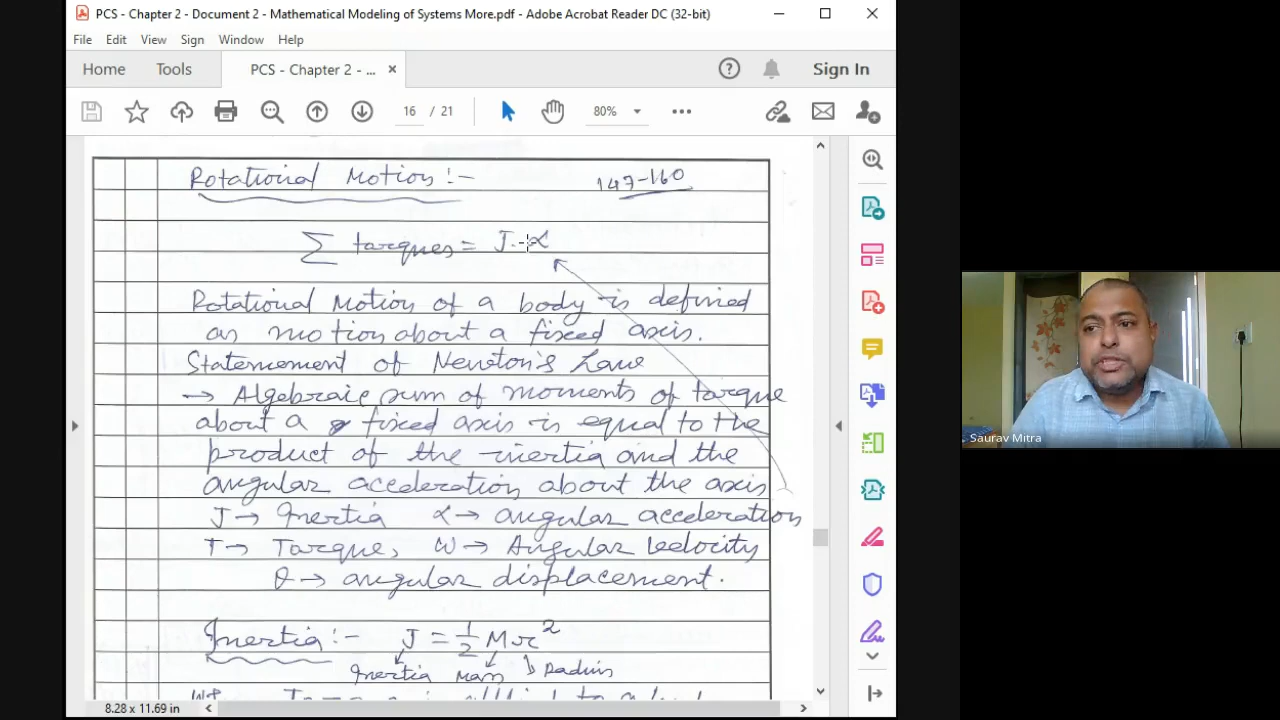 PCS - Chapter 2 - Document 2 - Mathematical Modeling of Systems More.pdf - Adobe Acrobat Reader DC (32-bit)
File Edit View Sign Window Help
Home Tools PCS - Chapter 2 - ... × Sign In
16 / 21 80%
Rotational Motion :- 147-160
∑ tarques = J.α
Rotational Motion of a body is defined
as motion about a fixed axis.
Statemement of Newton's Law
→ Algebraic sum of moments of tarque
about a fixed axis is equal to the
product of the inertia and the
angular acceleration about the axis
J → Inertia α → angular acceleration
T → Tarque, ω → Angular velocity
θ → angular displacement.
Inertia :- J = 1/2 Mr²
Inertia Mass Radius
Saurav Mitra
8.28 x 11.69 in